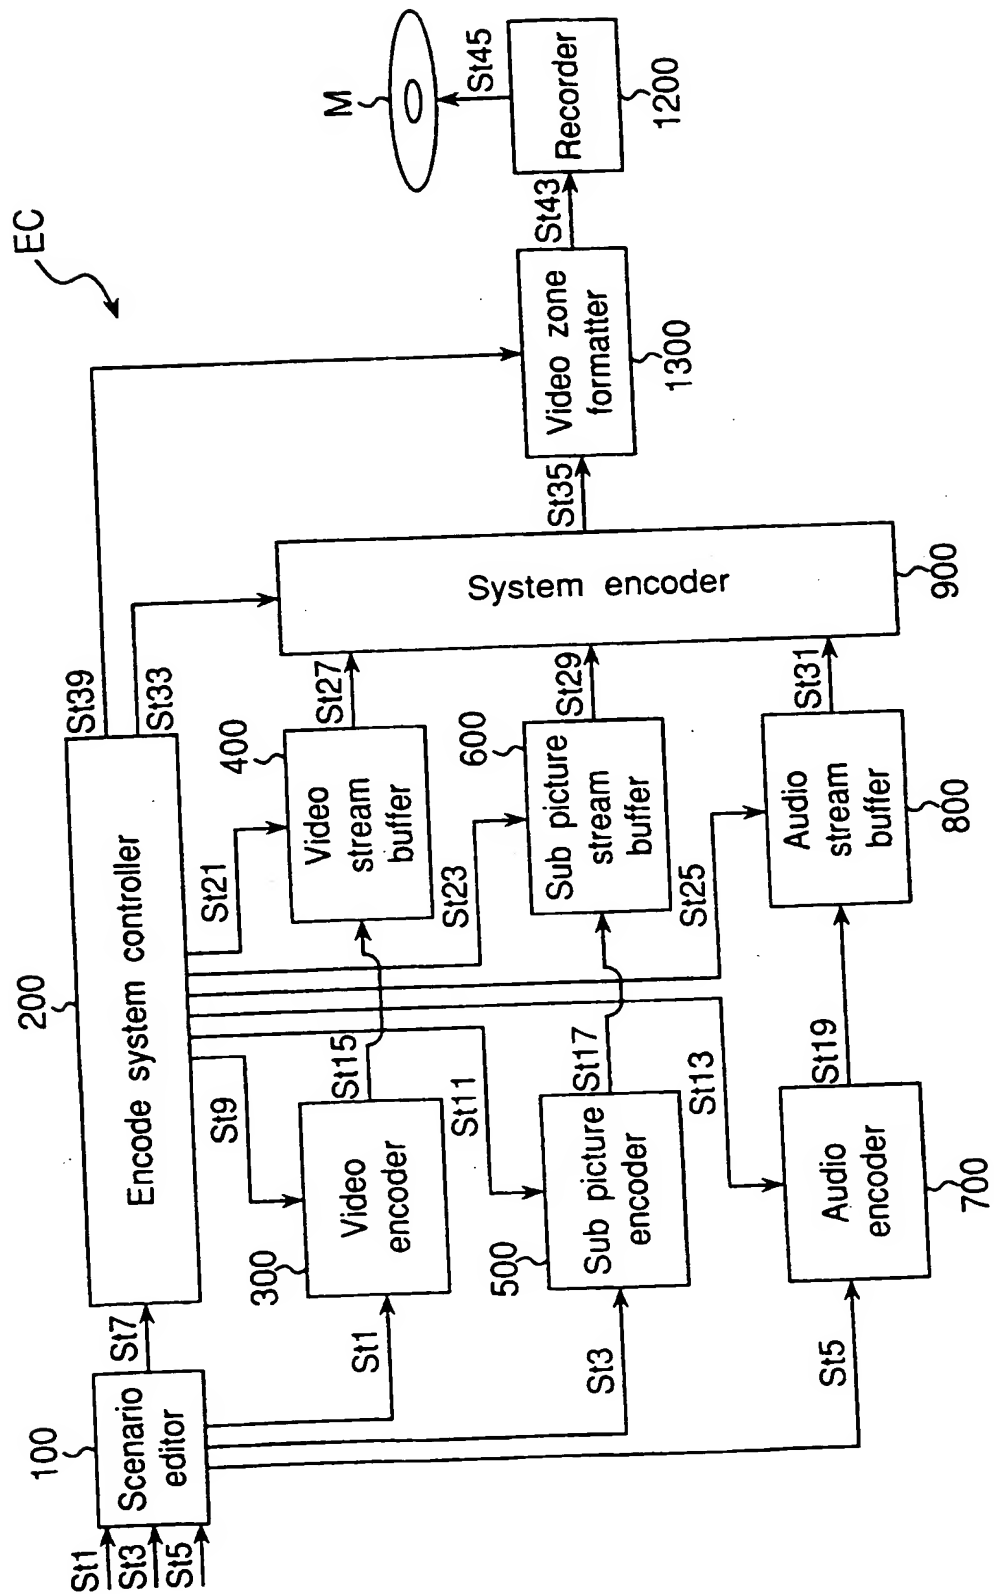 EC
St1
St3
St5
100
Scenario
editor
St7
200
Encode system controller
St39
St33
St9
St21
St11
St23
St13
St25
St1
300
Video
encoder
St15
400
Video
stream
buffer
St27
St3
500
Sub picture
encoder
St17
600
Sub picture
stream
buffer
St29
St5
Audio
encoder
700
St19
Audio
stream
buffer
800
St31
System encoder
900
St35
Video zone
formatter
1300
St43
Recorder
1200
St45
M